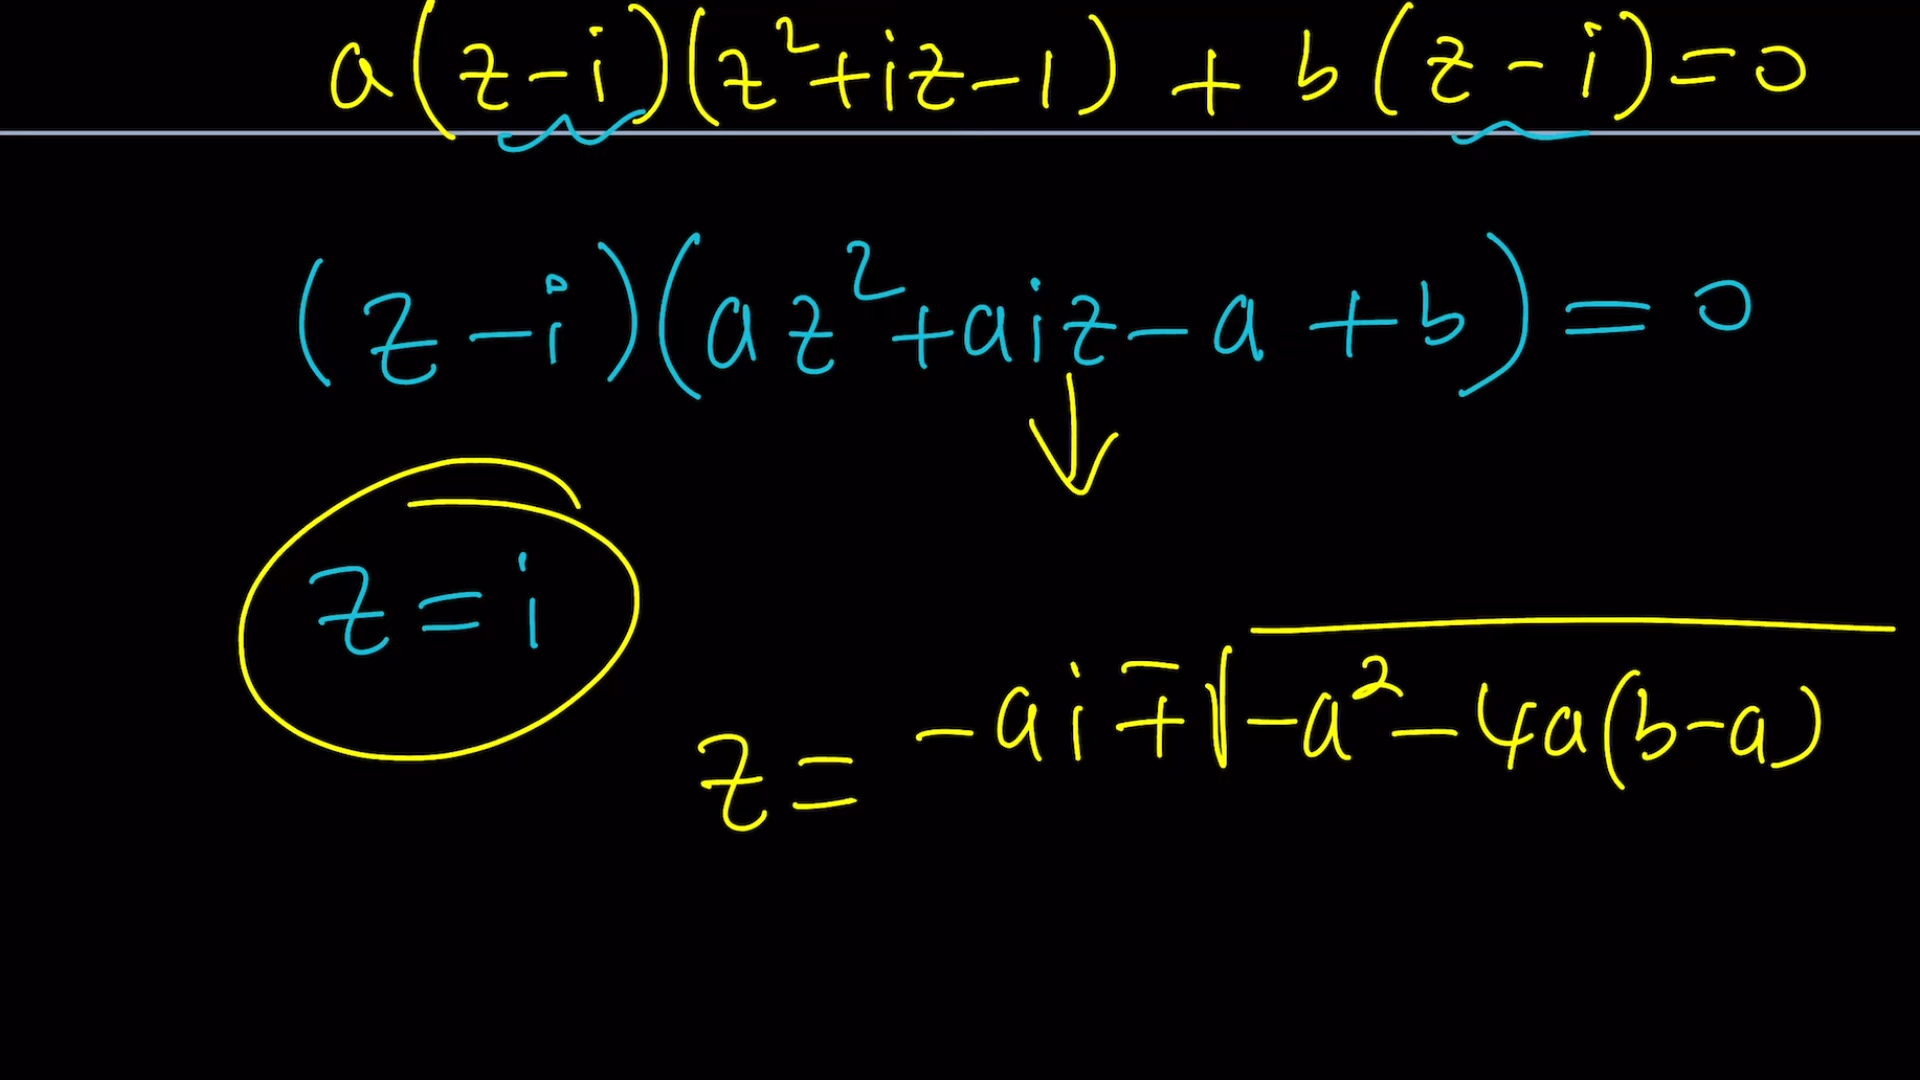 a(z-i)(z²+iz-1) + b(z-i)=0
(z-i)(az²+aiz-a+b)=0
z=i
z= -ai∓√-a²-4a(b-a)